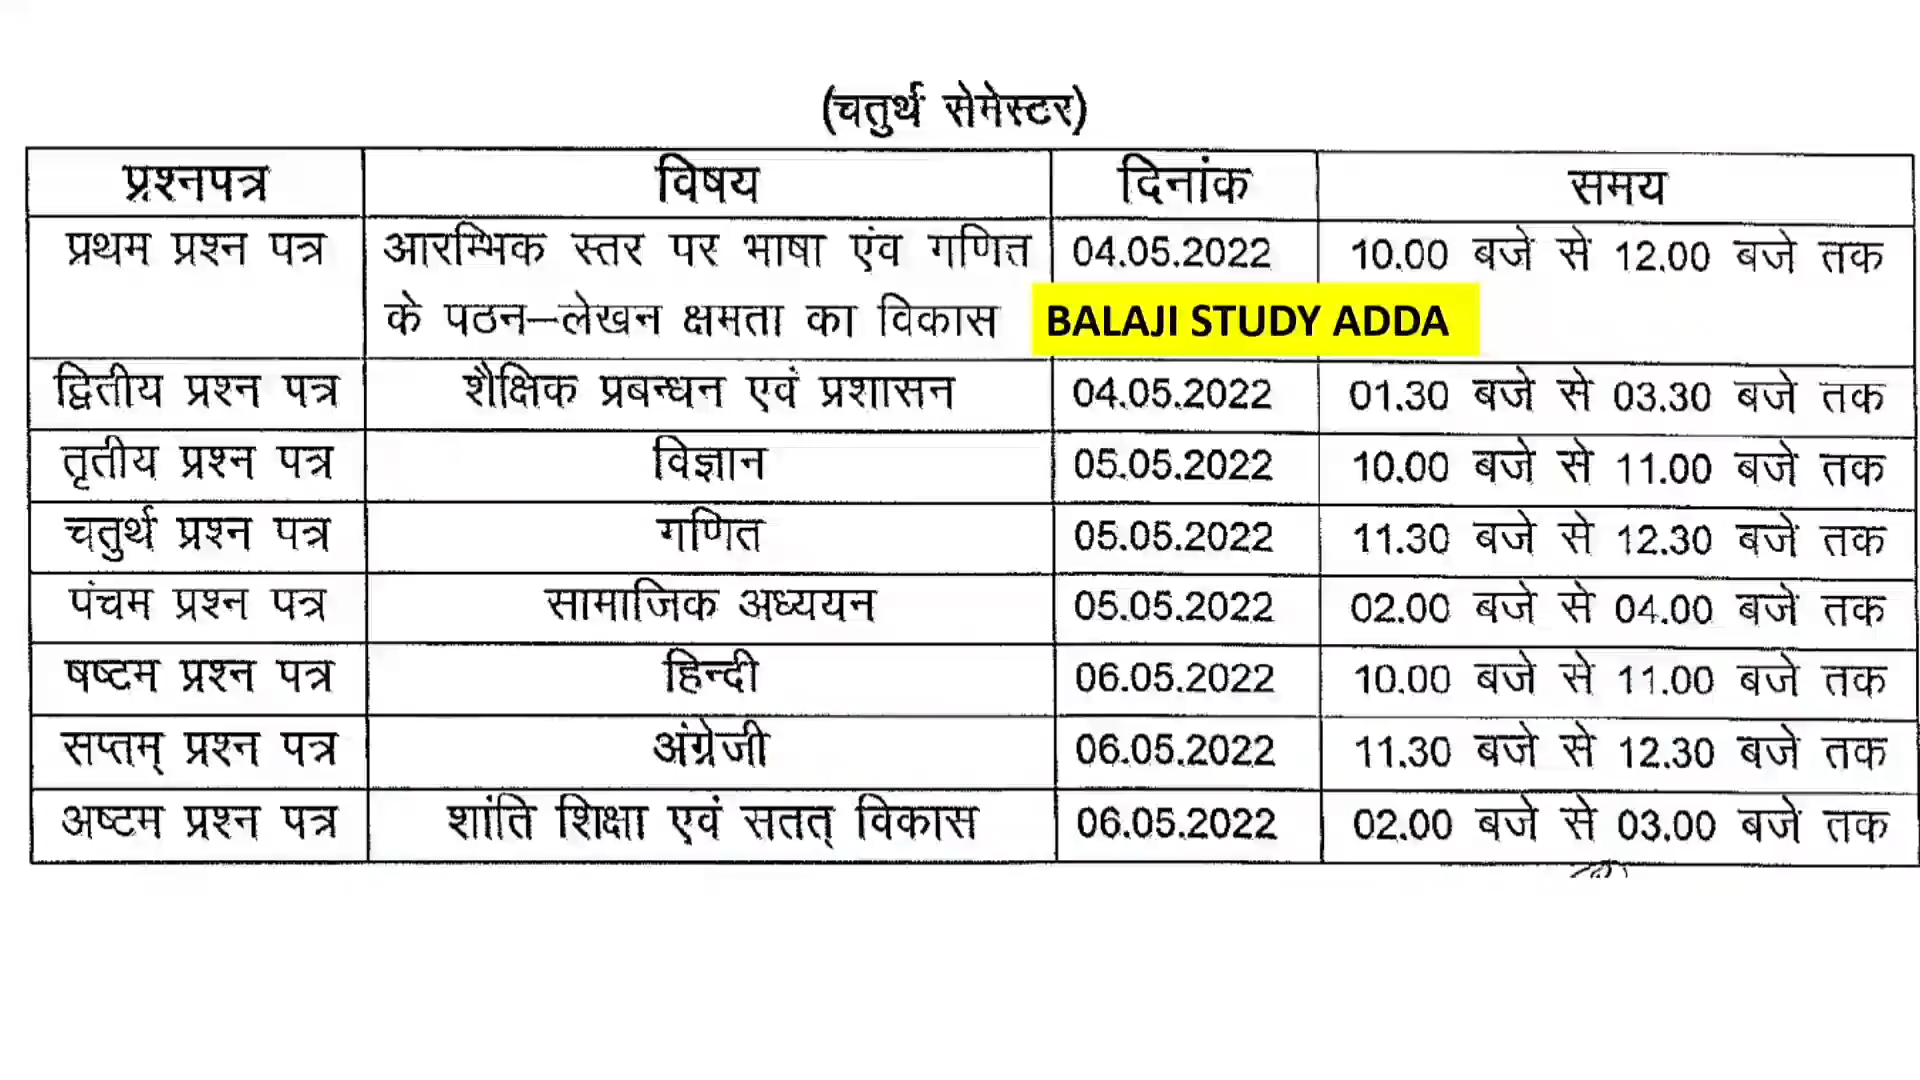 (चतुर्थ सेमेस्टर)
प्रश्नपत्र विषय दिनांक समय
प्रथम प्रश्न पत्र आरम्भिक स्तर पर भाषा एंव गणित 04.05.2022 10.00 बजे से 12.00 बजे तक
के पठन–लेखन क्षमता का विकास BALAJI STUDY ADDA
द्वितीय प्रश्न पत्र शैक्षिक प्रबन्धन एवं प्रशासन 04.05.2022 01.30 बजे से 03.30 बजे तक
तृतीय प्रश्न पत्र विज्ञान 05.05.2022 10.00 बजे से 11.00 बजे तक
चतुर्थ प्रश्न पत्र गणित 05.05.2022 11.30 बजे से 12.30 बजे तक
पंचम प्रश्न पत्र सामाजिक अध्ययन 05.05.2022 02.00 बजे से 04.00 बजे तक
षष्टम प्रश्न पत्र हिन्दी 06.05.2022 10.00 बजे से 11.00 बजे तक
सप्तम् प्रश्न पत्र अंग्रेजी 06.05.2022 11.30 बजे से 12.30 बजे तक
अष्टम प्रश्न पत्र शांति शिक्षा एवं सतत् विकास 06.05.2022 02.00 बजे से 03.00 बजे तक